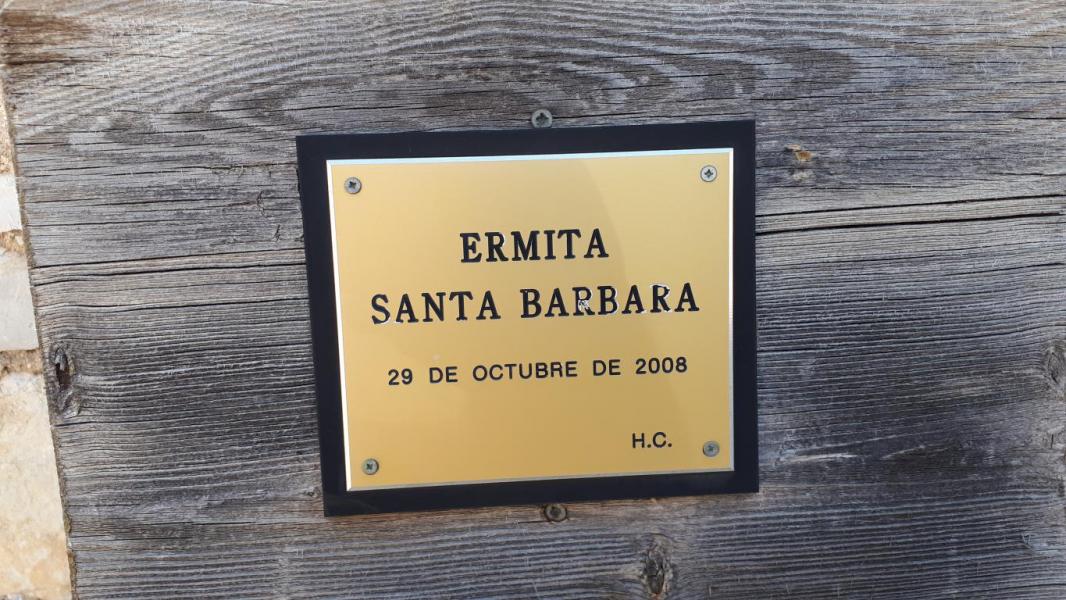 ERMITA
SANTA BARBARA
29 DE OCTUBRE DE 2008
H.C.